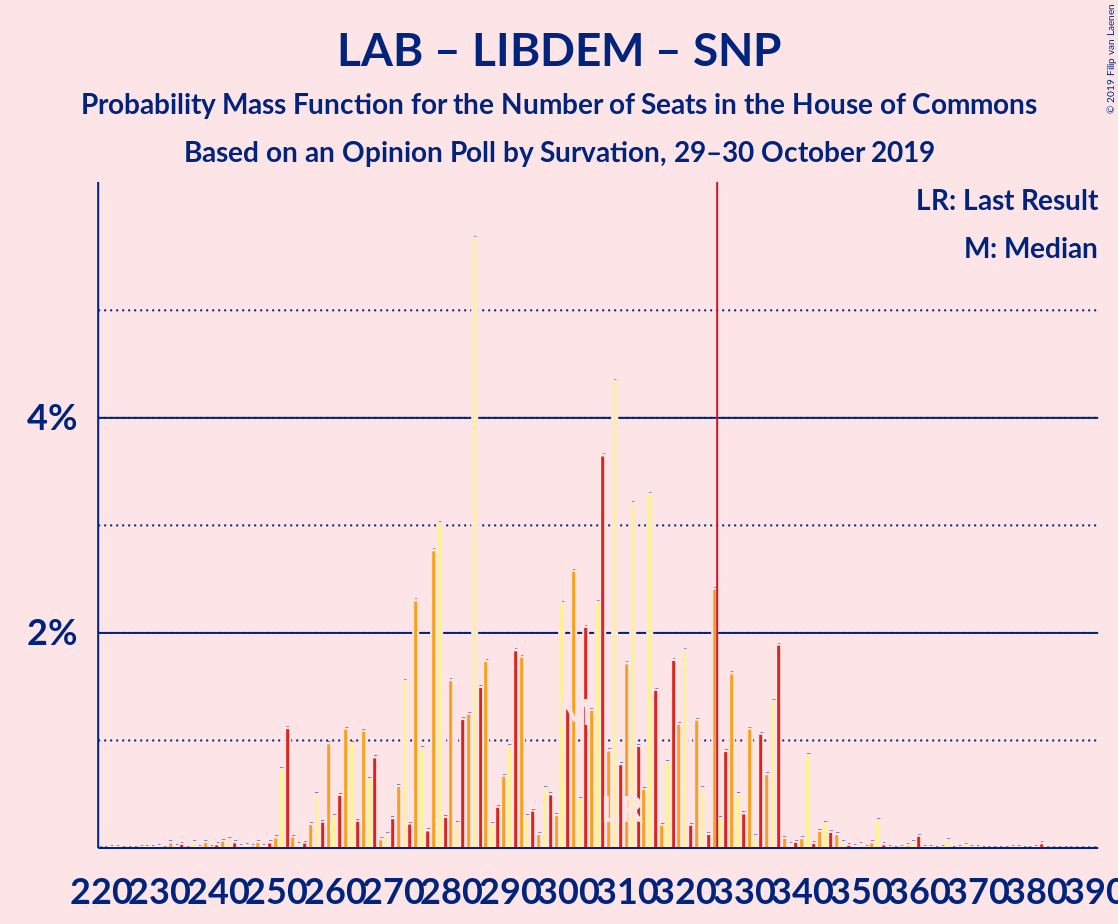 LAB – LIBDEM – SNP
Probability Mass Function for the Number of Seats in the House of Commons
Based on an Opinion Poll by Survation, 29–30 October 2019
© 2019 Filip van Laenen
LR: Last Result
M: Median
4%
2%
M
LR
220 230 240 250 260 270 280 290 300 310 320 330 340 350 360 370 380 390